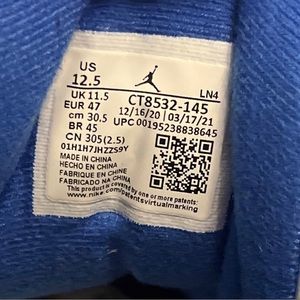 US
12.5
LN4
UK 11.5
CT8532-145
EUR 47
12/16/20 | 03/17/21
cm 30.5
UPC 00195238838645
BR 45
CN 305(2.5)
01H1H7JHZZS9Y
MADE IN CHINA
HECHO EN CHINA
FABRIQUÉ EN CHINE
FABRICADO NA CHINA
This product is covered by one or more patents:
www.nike.com/patentsvirtualmarking